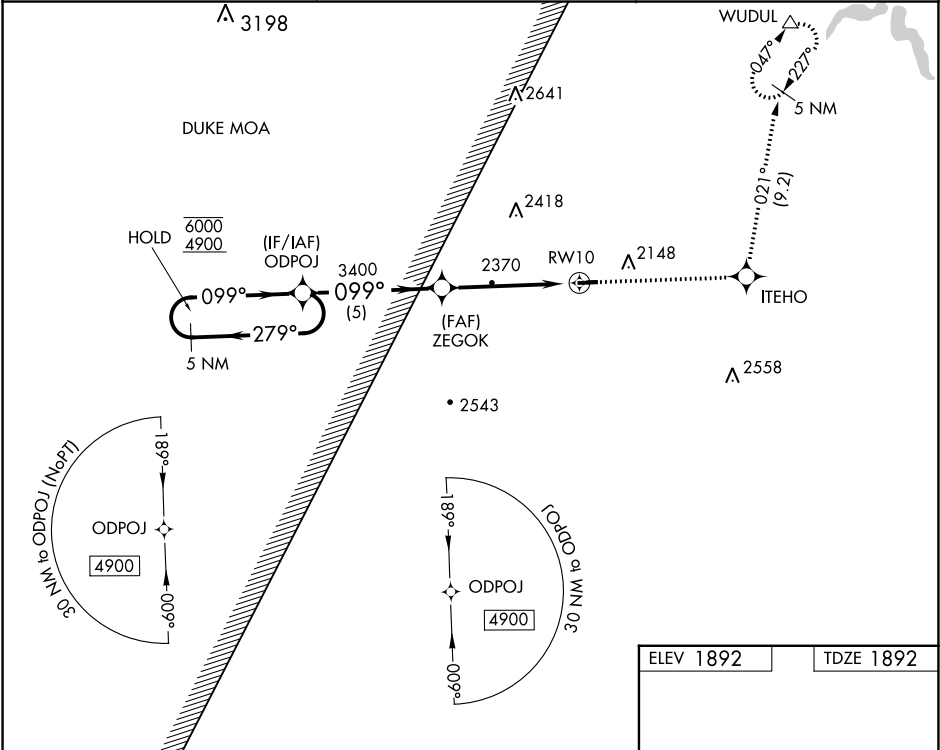 3198
WUDUL
047°
227°
5 NM
2641
DUKE MOA
021°
(9.2)
2418
HOLD
6000
4900
(IF/IAF)
ODPOJ
3400
099°
099°
(5)
2370
RW10
2148
ITEHO
279°
5 NM
(FAF)
ZEGOK
2558
2543
30 NM to ODPOJ (NoPT)
189°
ODPOJ
4900
009°
189°
ODPOJ
4900
009°
30 NM to ODPOJ
ELEV 1892
TDZE 1892